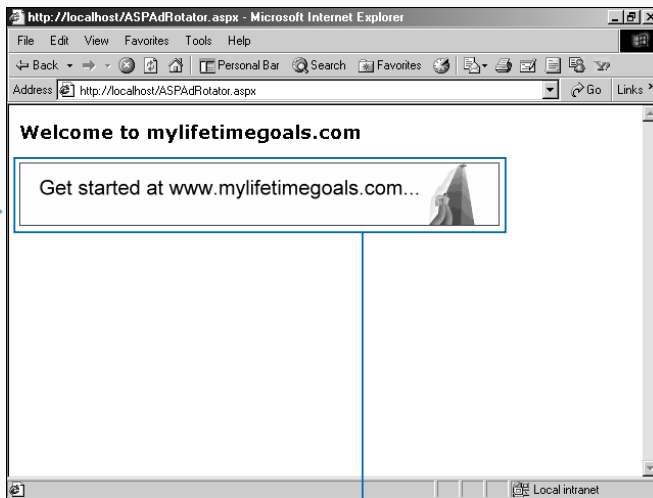 http://localhost/ASPAdRotator.aspx - Microsoft Internet Explorer
File Edit View Favorites Tools Help
Back Personal Bar Search Favorites
Address http://localhost/ASPAdRotator.aspx Go Links »
Welcome to mylifetimegoals.com
Get started at www.mylifetimegoals.com...
Local intranet